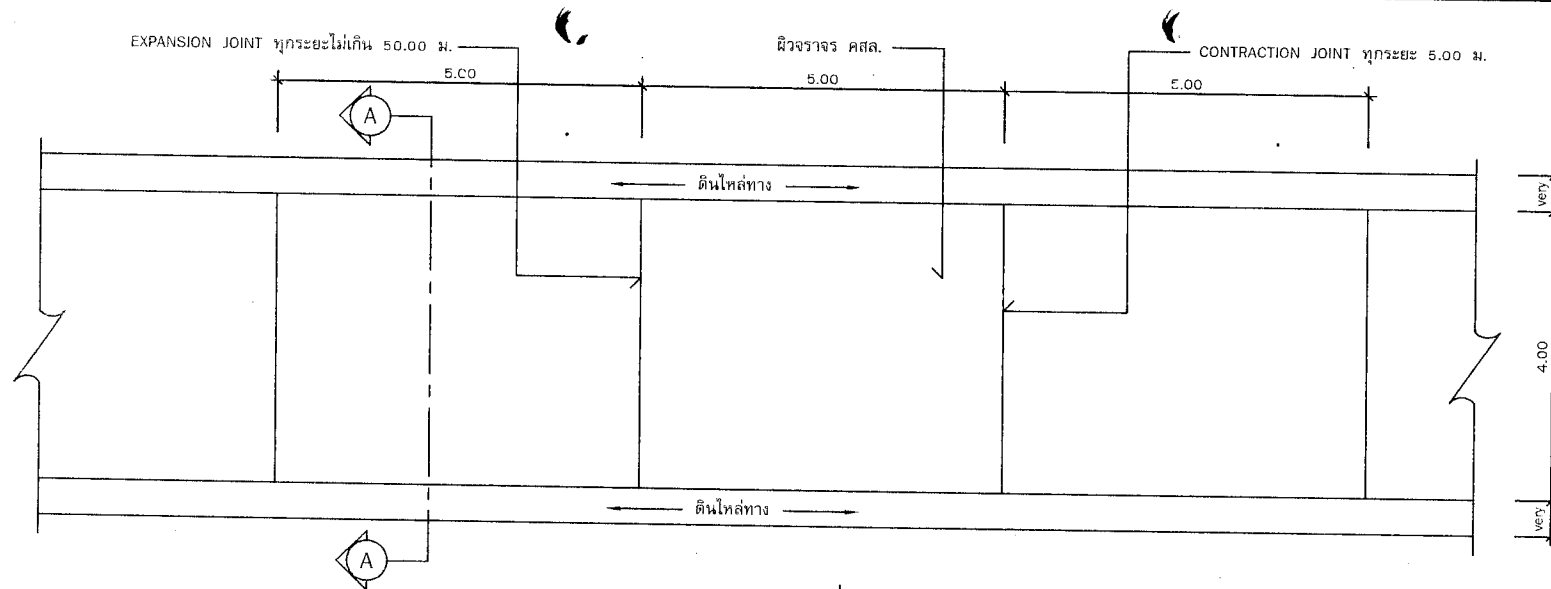 EXPANSION JOINT ทุกระยะไม่เกิน 50.00 ม.
ผิวจราจร คสล.
CONTRACTION JOINT ทุกระยะ 5.00 ม.
5.00
5.00
5.00
A
ดินไหล่ทาง
very
4.00
ดินไหล่ทาง
very
A